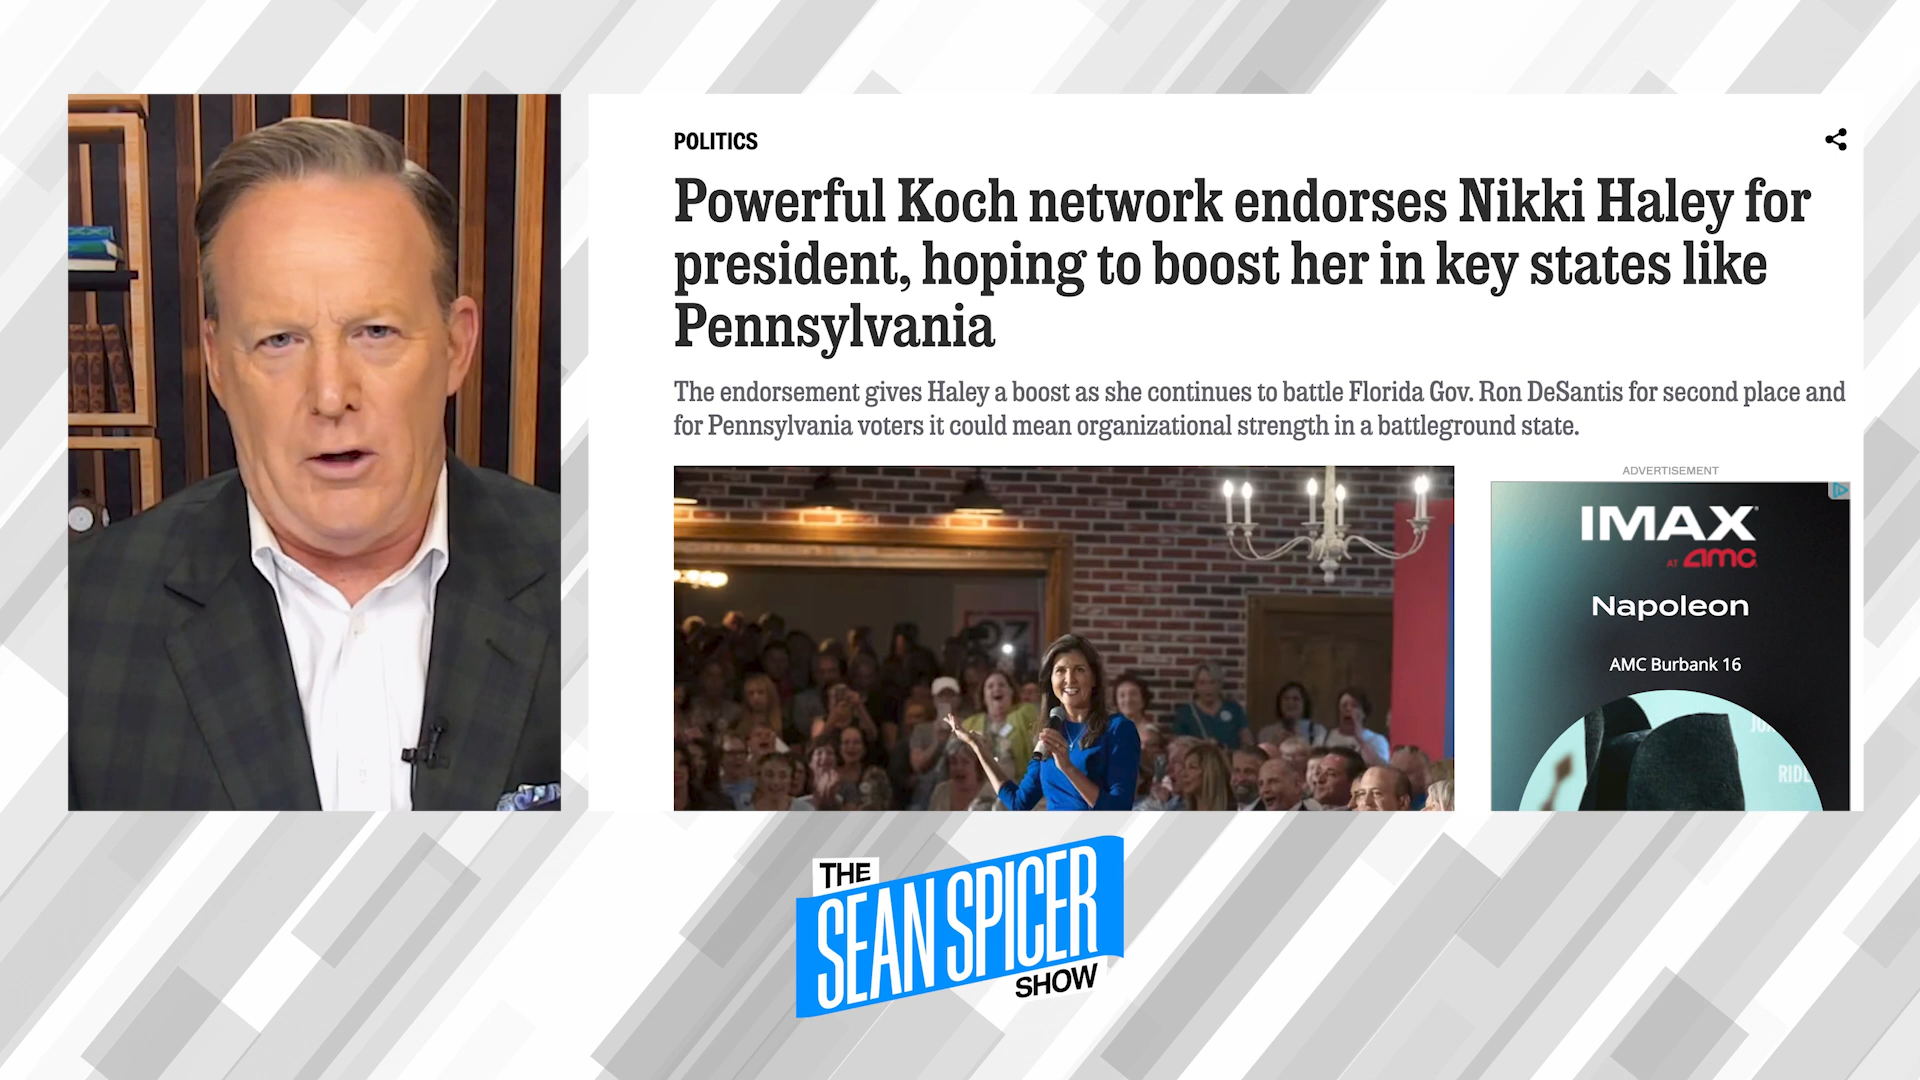 POLITICS
Powerful Koch network endorses Nikki Haley for
president, hoping to boost her in key states like
Pennsylvania
The endorsement gives Haley a boost as she continues to battle Florida Gov. Ron DeSantis for second place and
for Pennsylvania voters it could mean organizational strength in a battleground state.
ADVERTISEMENT
IMAX
AT amc
Napoleon
AMC Burbank 16
THE
SEAN SPICER
SHOW